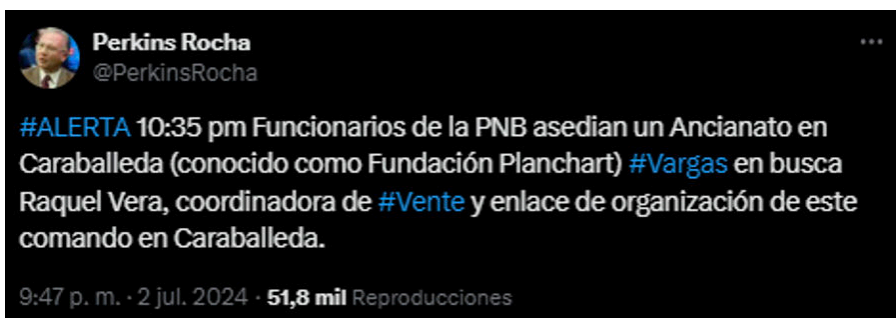 Perkins Rocha
@PerkinsRocha
#ALERTA 10:35 pm Funcionarios de la PNB asedian un Ancianato en
Caraballeda (conocido como Fundación Planchart) #Vargas en busca
Raquel Vera, coordinadora de #Vente y enlace de organización de este
comando en Caraballeda.
9:47 p. m. · 2 jul. 2024 · 51,8 mil Reproducciones